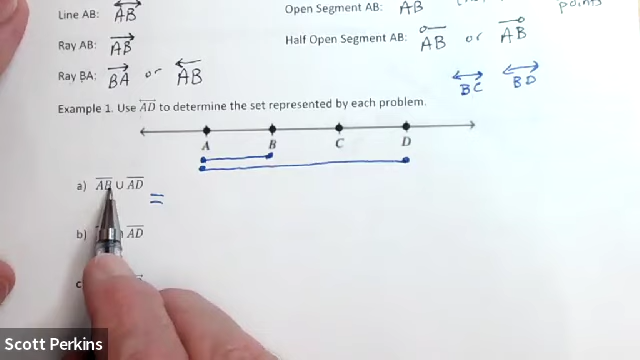 Line AB: AB
Open Segment AB: AB
points
Ray AB: AB
Half Open Segment AB: AB or AB
Ray BA: BA or AB
BC BD
Example 1. Use AD to determine the set represented by each problem.
A B C D
a) AB ∪ AD =
b) AD
c
Scott Perkins